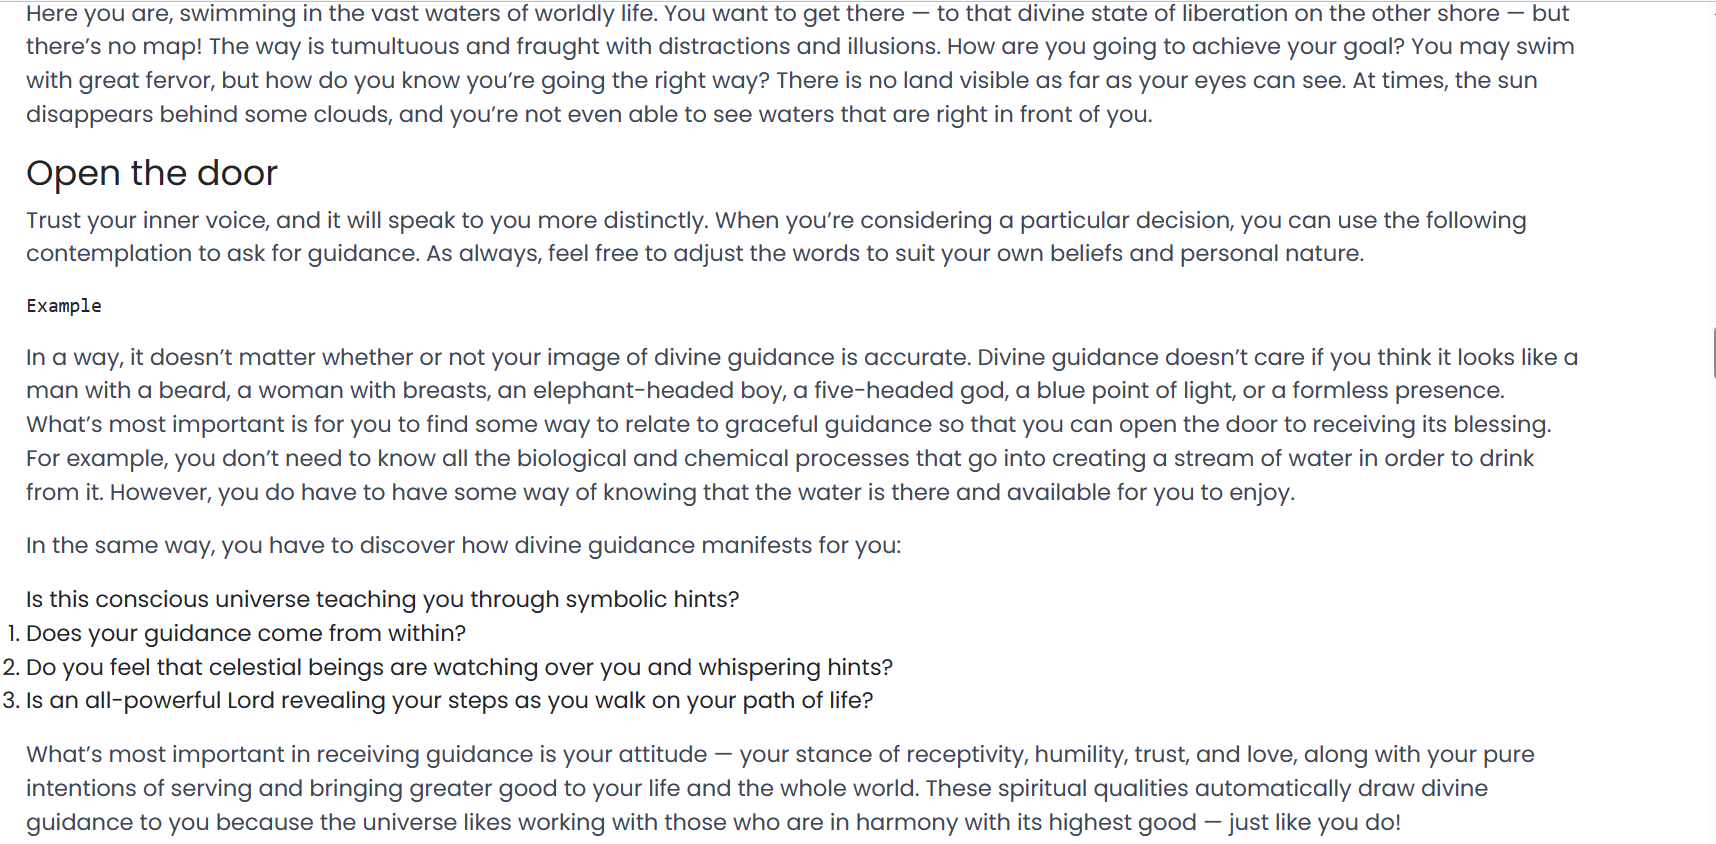 Here you are, swimming in the vast waters of worldly life. You want to get there — to that divine state of liberation on the other shore — but
there’s no map! The way is tumultuous and fraught with distractions and illusions. How are you going to achieve your goal? You may swim
with great fervor, but how do you know you’re going the right way? There is no land visible as far as your eyes can see. At times, the sun
disappears behind some clouds, and you’re not even able to see waters that are right in front of you.
Open the door
Trust your inner voice, and it will speak to you more distinctly. When you’re considering a particular decision, you can use the following
contemplation to ask for guidance. As always, feel free to adjust the words to suit your own beliefs and personal nature.
Example
In a way, it doesn’t matter whether or not your image of divine guidance is accurate. Divine guidance doesn’t care if you think it looks like a
man with a beard, a woman with breasts, an elephant-headed boy, a five-headed god, a blue point of light, or a formless presence.
What’s most important is for you to find some way to relate to graceful guidance so that you can open the door to receiving its blessing.
For example, you don’t need to know all the biological and chemical processes that go into creating a stream of water in order to drink
from it. However, you do have to have some way of knowing that the water is there and available for you to enjoy.
In the same way, you have to discover how divine guidance manifests for you:
Is this conscious universe teaching you through symbolic hints?
1. Does your guidance come from within?
2. Do you feel that celestial beings are watching over you and whispering hints?
3. Is an all-powerful Lord revealing your steps as you walk on your path of life?
What’s most important in receiving guidance is your attitude — your stance of receptivity, humility, trust, and love, along with your pure
intentions of serving and bringing greater good to your life and the whole world. These spiritual qualities automatically draw divine
guidance to you because the universe likes working with those who are in harmony with its highest good — just like you do!